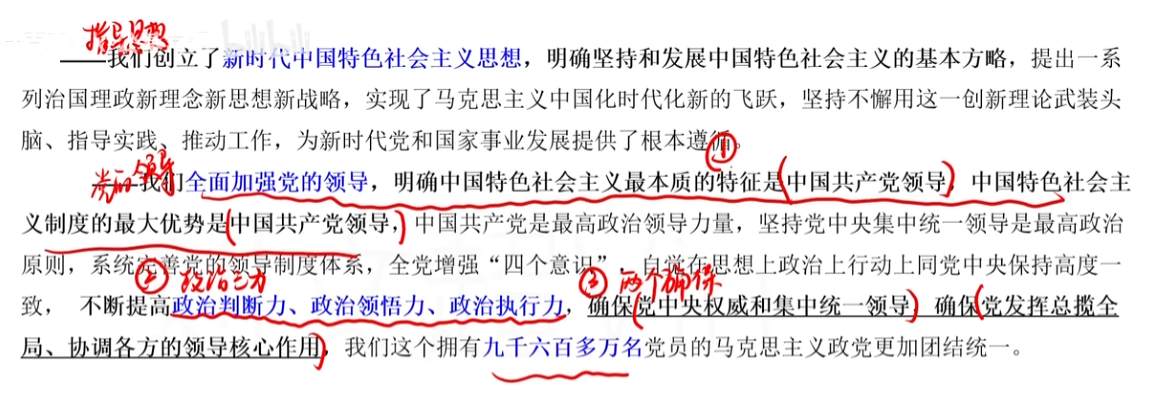 指导思想
——我们创立了新时代中国特色社会主义思想，明确坚持和发展中国特色社会主义的基本方略，提出一系
列治国理政新理念新思想新战略，实现了马克思主义中国化时代化新的飞跃，坚持不懈用这一创新理论武装头
脑、指导实践、推动工作，为新时代党和国家事业发展提供了根本遵循。
①
党的领导
——我们全面加强党的领导，明确中国特色社会主义最本质的特征是(中国共产党领导)，中国特色社会主
义制度的最大优势是(中国共产党领导，)中国共产党是最高政治领导力量，坚持党中央集中统一领导是最高政治
原则，系统完善党的领导制度体系，全党增强“四个意识”，自觉在思想上政治上行动上同党中央保持高度一
② 政治三力 ③ 两个确保
致， 不断提高政治判断力、政治领悟力、政治执行力，确保(党中央权威和集中统一领导)，确保(党发挥总揽全
局、协调各方的领导核心作用)，我们这个拥有九千六百多万名党员的马克思主义政党更加团结统一。